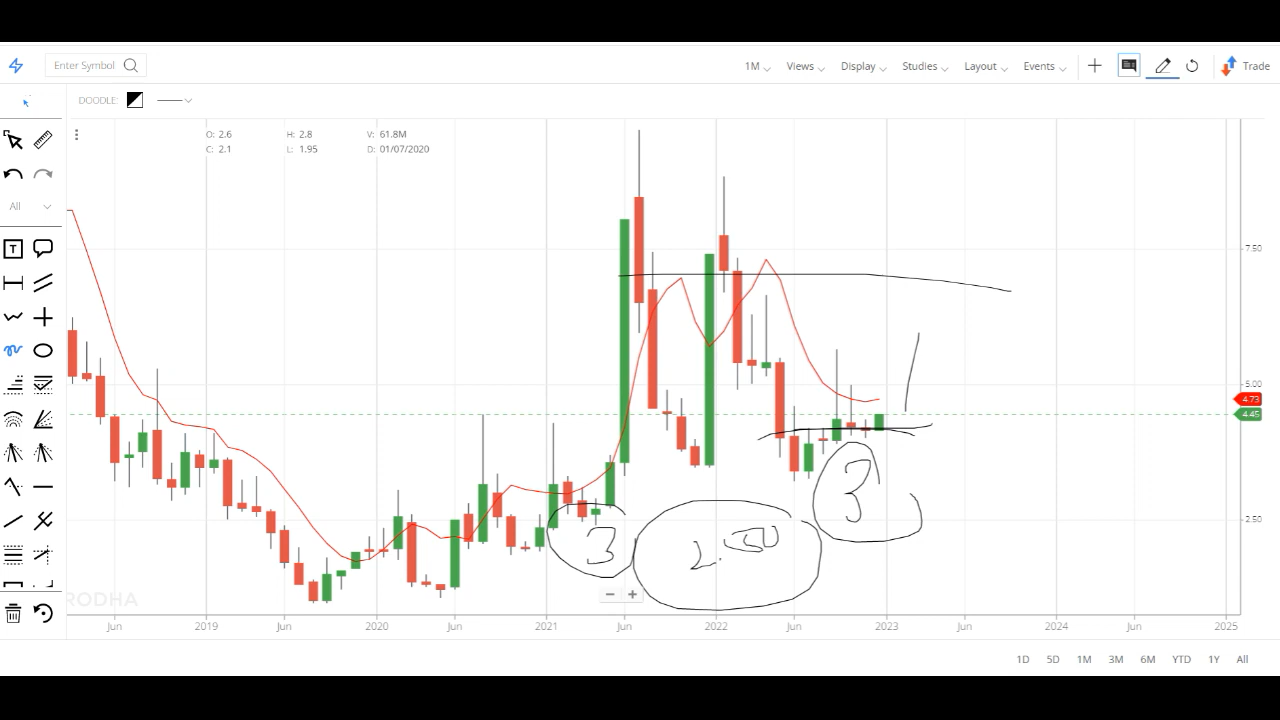 Enter Symbol
1M Views Display Studies Layout Events Trade
DOODLE:
O: 2.6 H: 2.8 V: 61.8M
C: 2.1 L: 1.95 D: 01/07/2020
All
7.50
5.00
4.73
4.45
2.50
3
2.50
3
RODHA
Jun 2019 Jun 2020 Jun 2021 Jun 2022 Jun 2023 Jun 2024 Jun 2025
1D 5D 1M 3M 6M YTD 1Y All